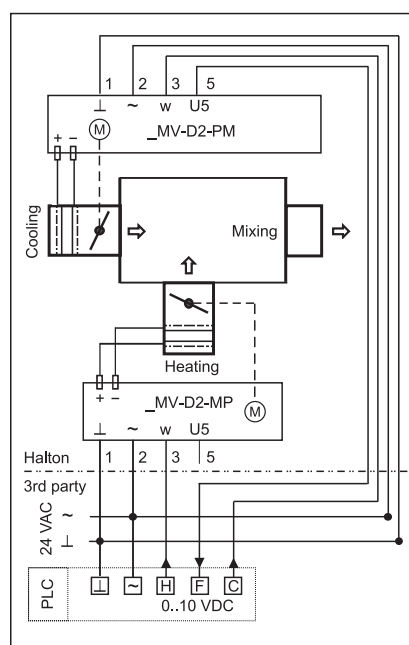 1 2 3 5
⊥ ~ w U5
+ − M _MV-D2-PM
Cooling
Mixing
Heating
+ − _MV-D2-MP
M
⊥ ~ w U5
Halton 1 2 3 5
3rd party
24 VAC ~
⊥
PLC ⊥ ~ H F C
0..10 VDC